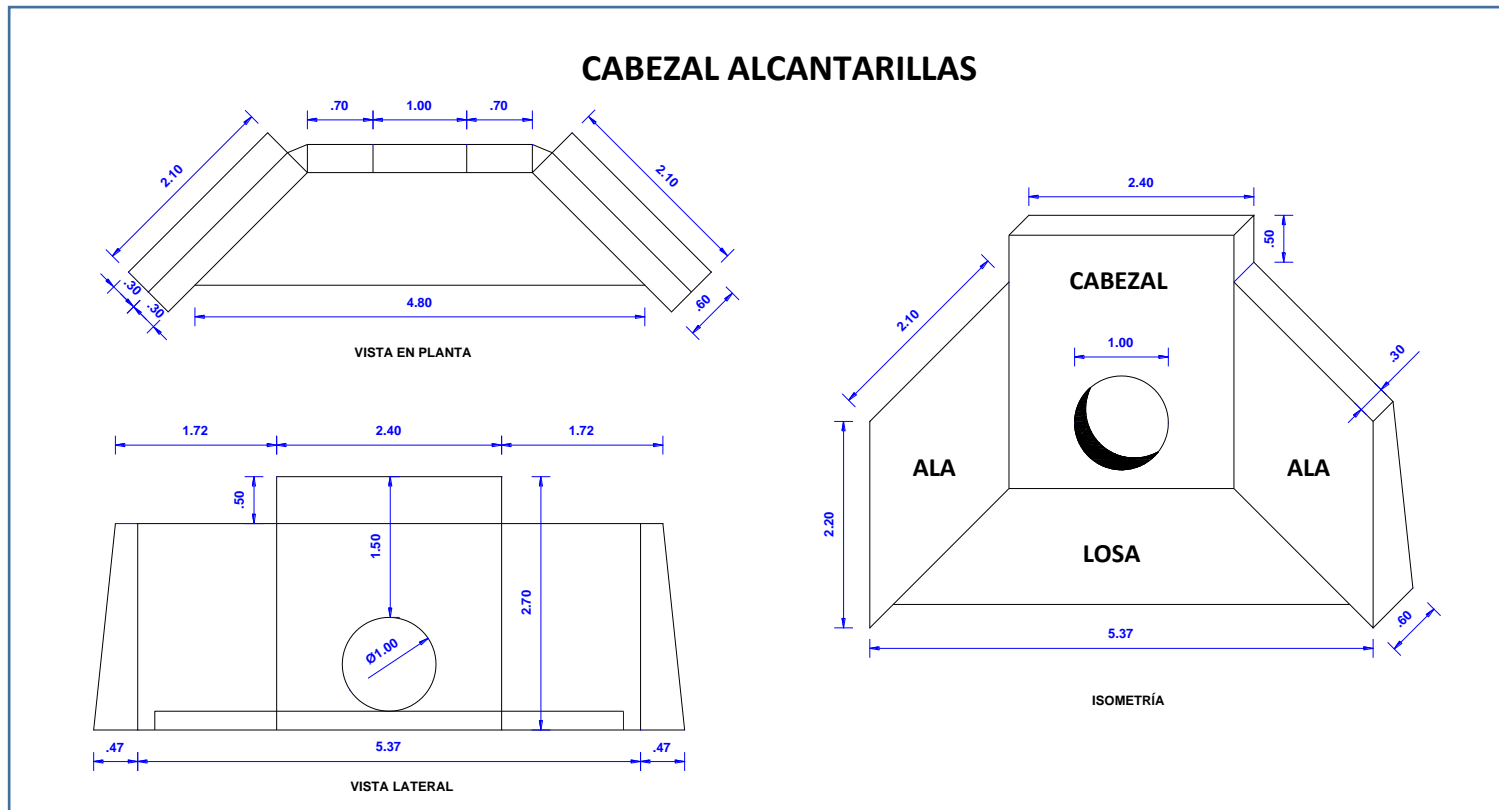 CABEZAL ALCANTARILLAS
.70 1.00 .70
2.10
2.10
.30
.30
4.80
.60
VISTA EN PLANTA
1.72 2.40 1.72
.50
1.50
2.70
Ø1.00
.47 5.37 .47
VISTA LATERAL
2.40
.50
CABEZAL
2.10
1.00
.30
ALA ALA
2.20
LOSA
.60
5.37
ISOMETRÍA